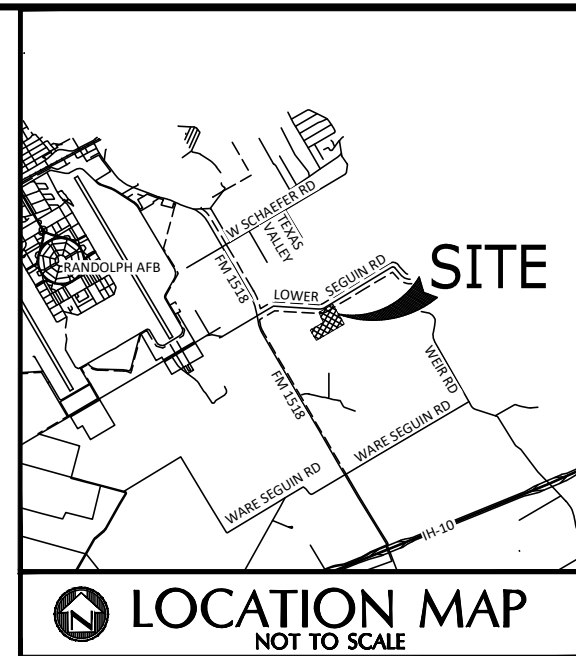 W SCHAEFER RD
TEXAS
VALLEY
RANDOLPH AFB
FM 1518
LOWER SEGUIN RD
SITE
WEIR RD
FM 1518
WARE SEGUIN RD
WARE SEGUIN RD
IH-10
N
LOCATION MAP
NOT TO SCALE